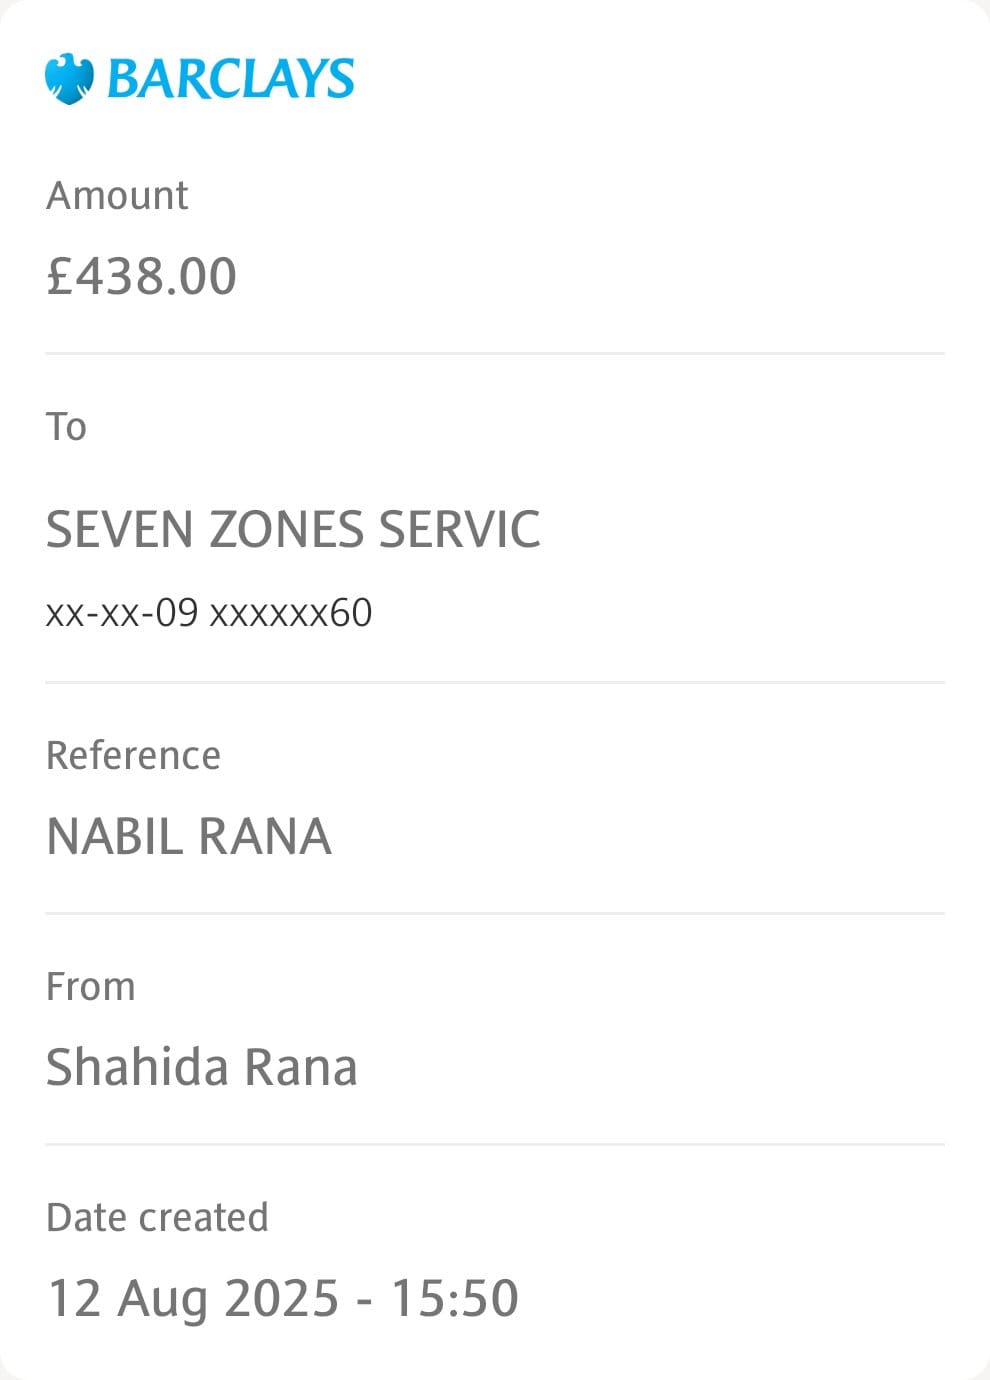 BARCLAYS
Amount
£438.00
To
SEVEN ZONES SERVIC
xx-xx-09 xxxxxx60
Reference
NABIL RANA
From
Shahida Rana
Date created
12 Aug 2025 - 15:50